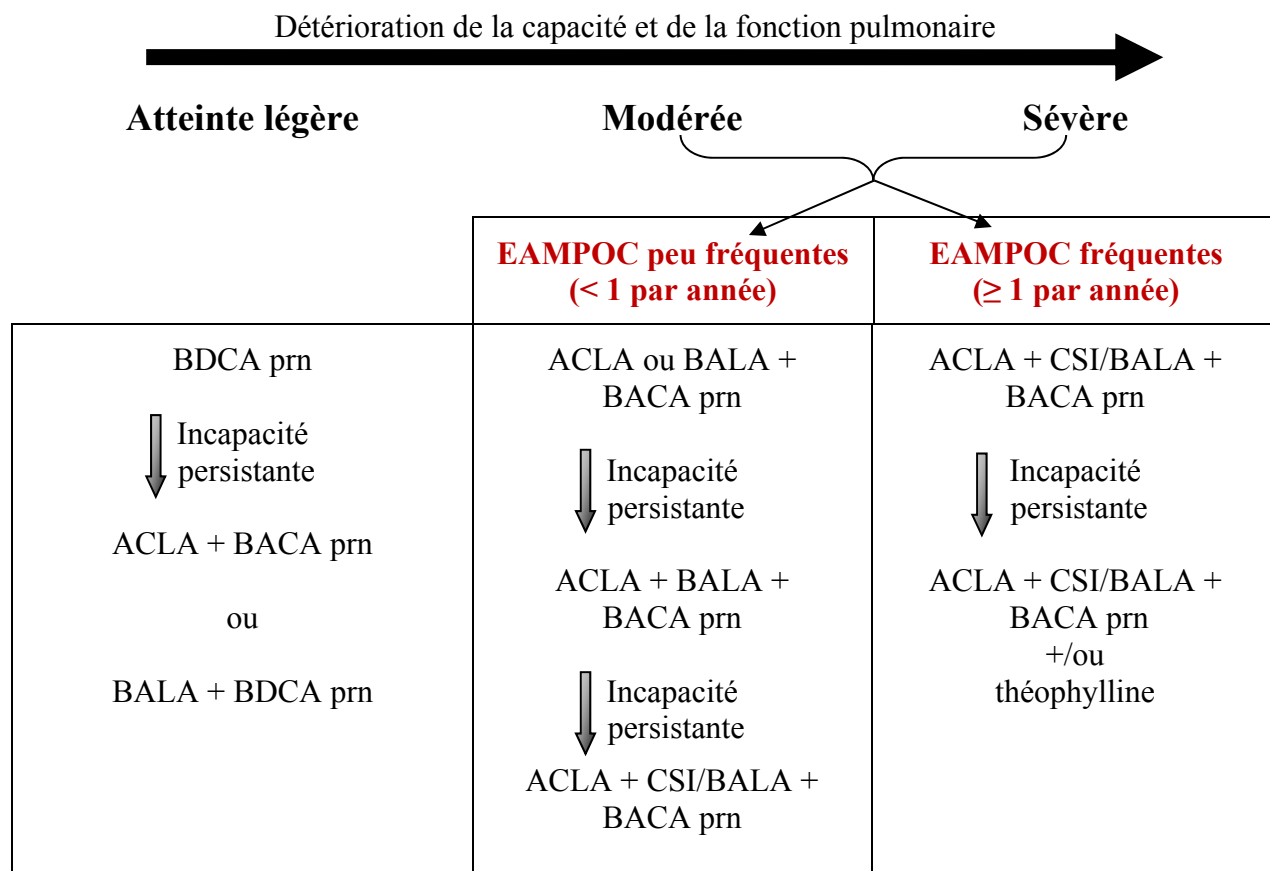 Détérioration de la capacité et de la fonction pulmonaire
Atteinte légère
Modérée
Sévère
EAMPOC peu fréquentes
(< 1 par année)
EAMPOC fréquentes
(≥ 1 par année)
BDCA prn
Incapacité
persistante
ACLA + BACA prn
ou
BALA + BDCA prn
ACLA ou BALA +
BACA prn
Incapacité
persistante
ACLA + BALA +
BACA prn
Incapacité
persistante
ACLA + CSI/BALA +
BACA prn
ACLA + CSI/BALA +
BACA prn
Incapacité
persistante
ACLA + CSI/BALA +
BACA prn
+/ou
théophylline